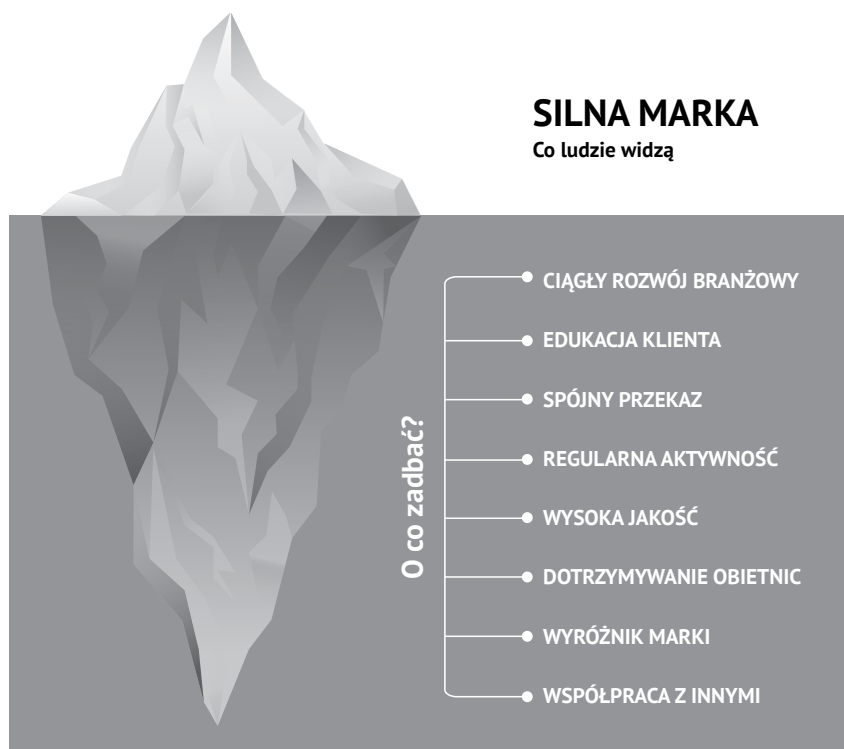 SILNA MARKA
Co ludzie widzą
O co zadbać?
CIĄGŁY ROZWÓJ BRANŻOWY
EDUKACJA KLIENTA
SPÓJNY PRZEKAZ
REGULARNA AKTYWNOŚĆ
WYSOKA JAKOŚĆ
DOTRZYMYWANIE OBIETNIC
WYRÓŻNIK MARKI
WSPÓŁPRACA Z INNYMI